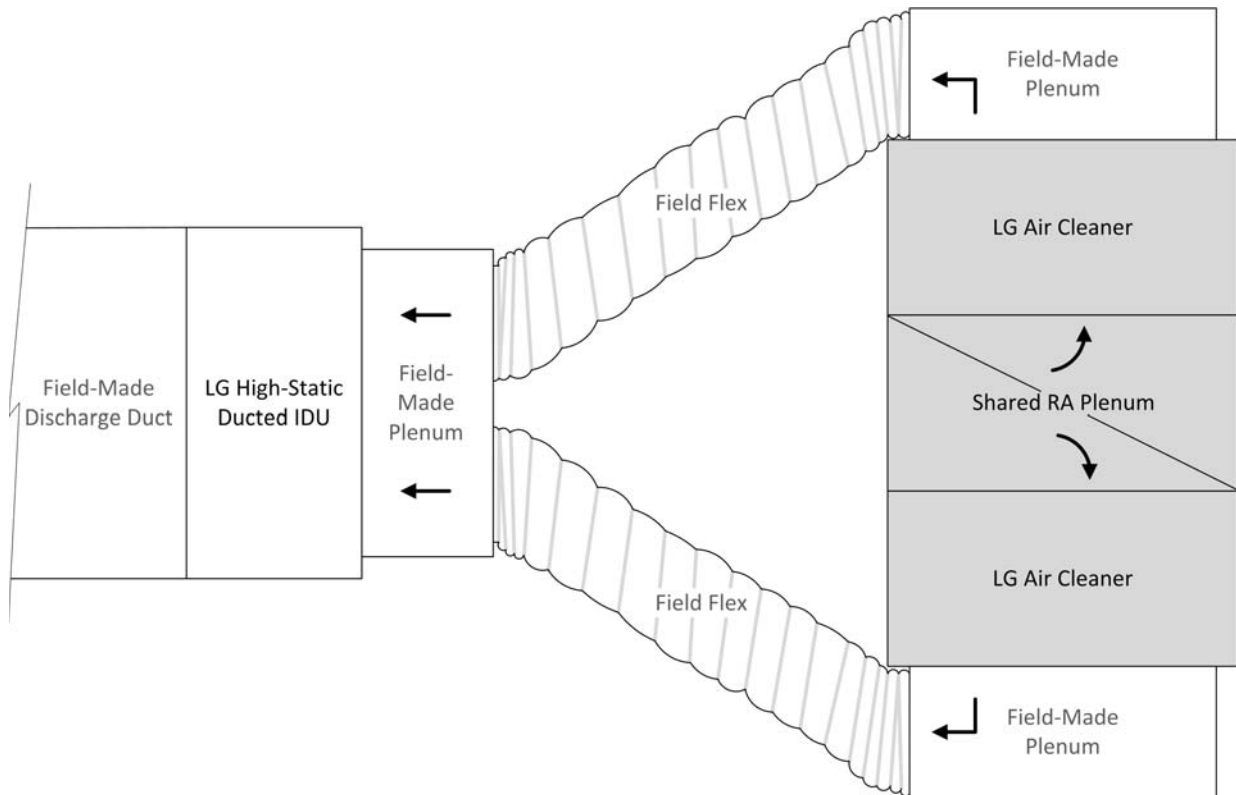 Field-Made
Plenum
Field Flex
LG Air Cleaner
Field-Made
Discharge Duct
LG High-Static
Ducted IDU
Field-
Made
Plenum
Shared RA Plenum
LG Air Cleaner
Field Flex
Field-Made
Plenum